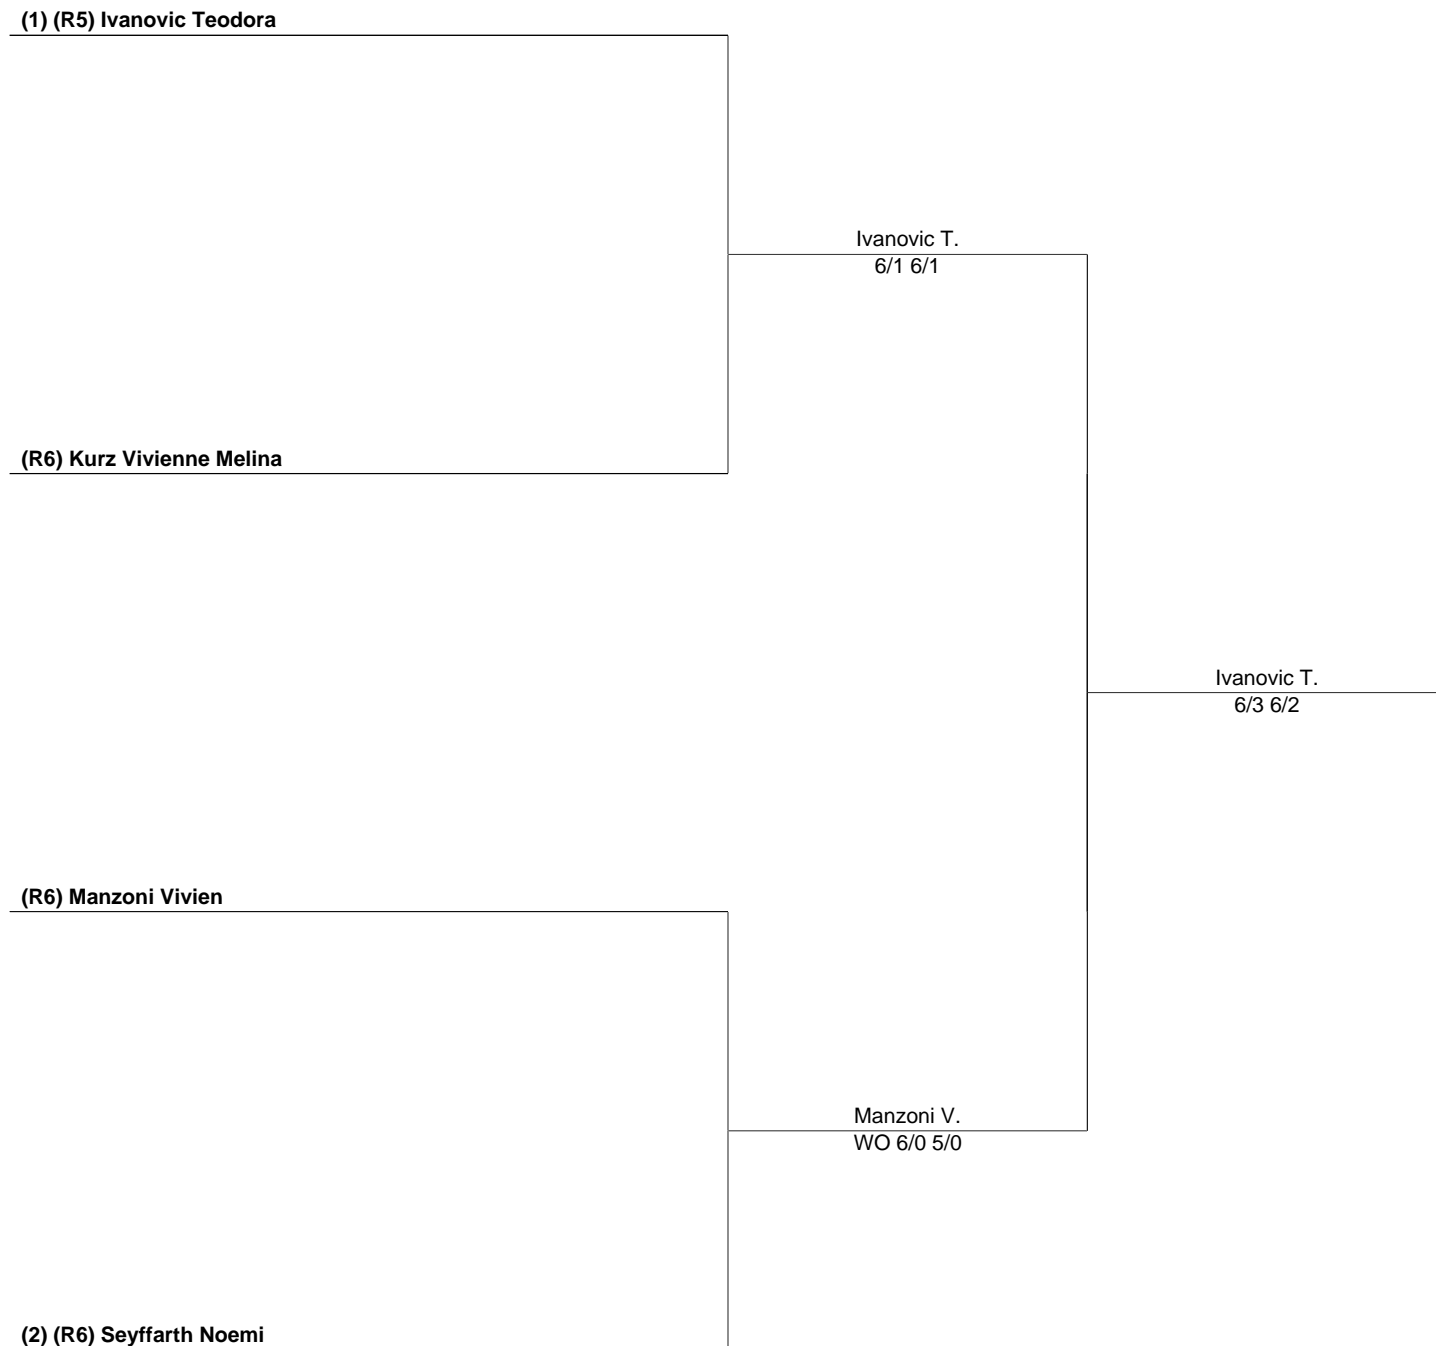 (1) (R5) Ivanovic Teodora
Ivanovic T.
6/1 6/1
(R6) Kurz Vivienne Melina
Ivanovic T.
6/3 6/2
(R6) Manzoni Vivien
Manzoni V.
WO 6/0 5/0
(2) (R6) Seyffarth Noemi